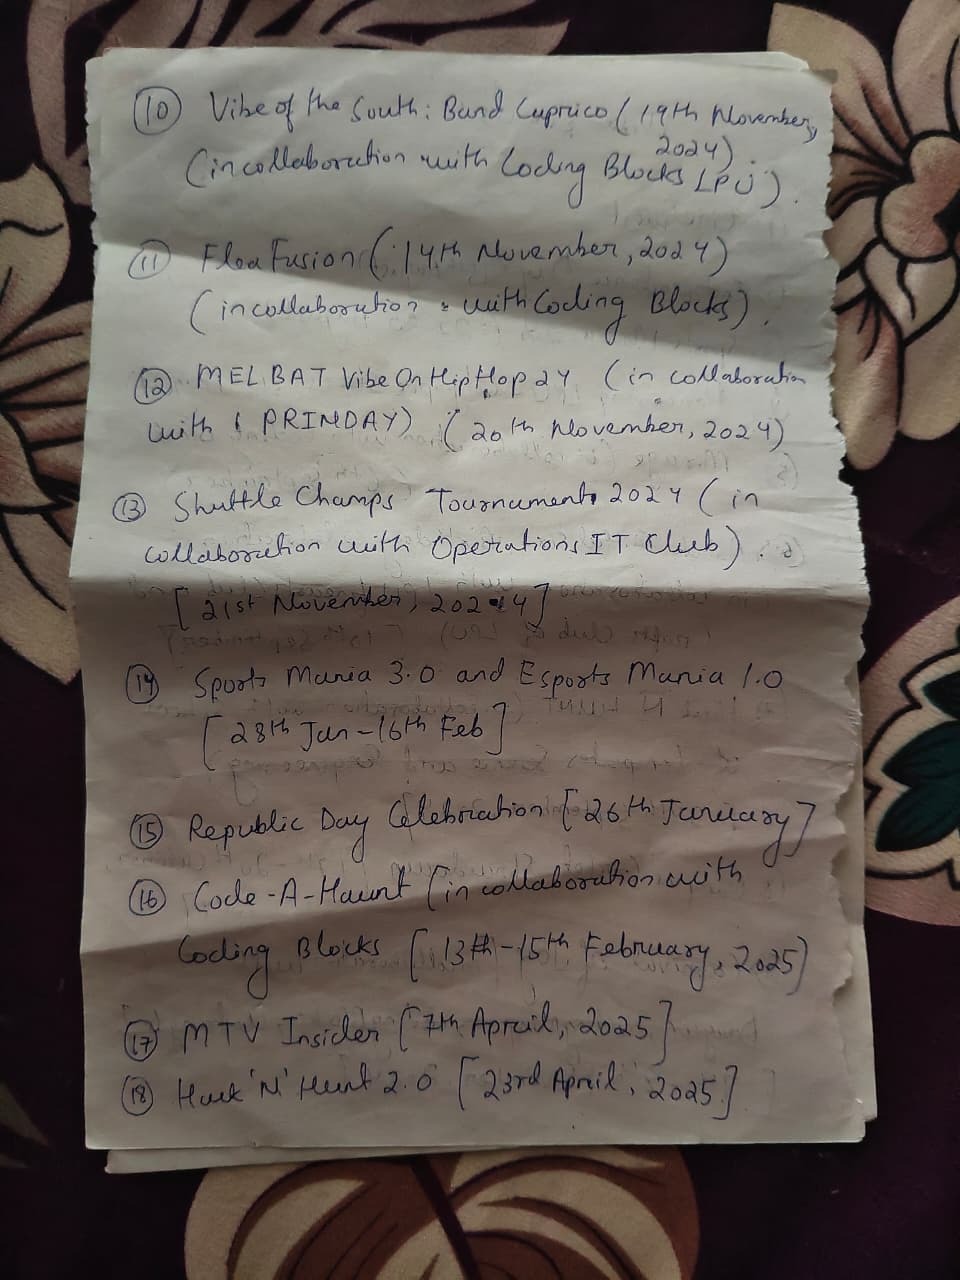 10 Vibe of the South: Band Cuprico (19th November,
2024).
(in collaboration with Coding Blocks LPU).
11 Flea Fusion (14th November, 2024)
(in collaboration with Coding Blocks).
12 MELBAT Vibe On Hip Hop 24 (in collaboration
with PRIMDAY) (20th November, 2024)
13 Shuttle Champs Tournament 2024 (in
collaboration with Operations IT Club).
[21st November, 2024]
14 Sports Mania 3.0 and Esports Mania 1.0
[28th Jan - 16th Feb]
15 Republic Day Celebration [26th January]
16 Code-A-Haunt (in collaboration with
Coding Blocks [13th-15th February, 2025)
17 MTV Insider [7th April, 2025]
18 Hack 'N' Hunt 2.0 [23rd April, 2025]